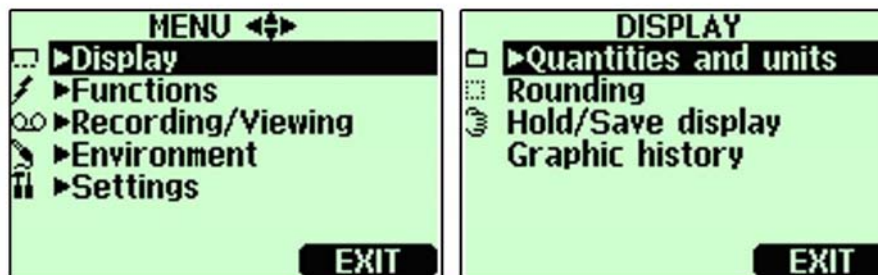 MENU
▶Display
▶Functions
▶Recording/Viewing
▶Environment
▶Settings
EXIT
DISPLAY
▶Quantities and units
Rounding
Hold/Save display
Graphic history
EXIT